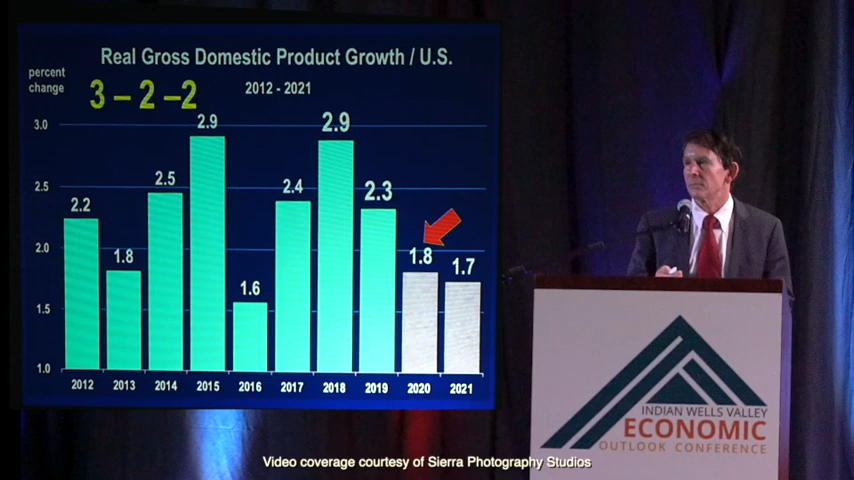 Real Gross Domestic Product Growth / U.S.
percent
change
3 – 2 – 2
2012 - 2021
3.0
2.5
2.0
1.5
1.0
2.2
1.8
2.5
2.9
1.6
2.4
2.9
2.3
1.8
1.7
2012 2013 2014 2015 2016 2017 2018 2019 2020 2021
INDIAN WELLS VALLEY
ECONOMIC
OUTLOOK CONFERENCE
Video coverage courtesy of Sierra Photography Studios